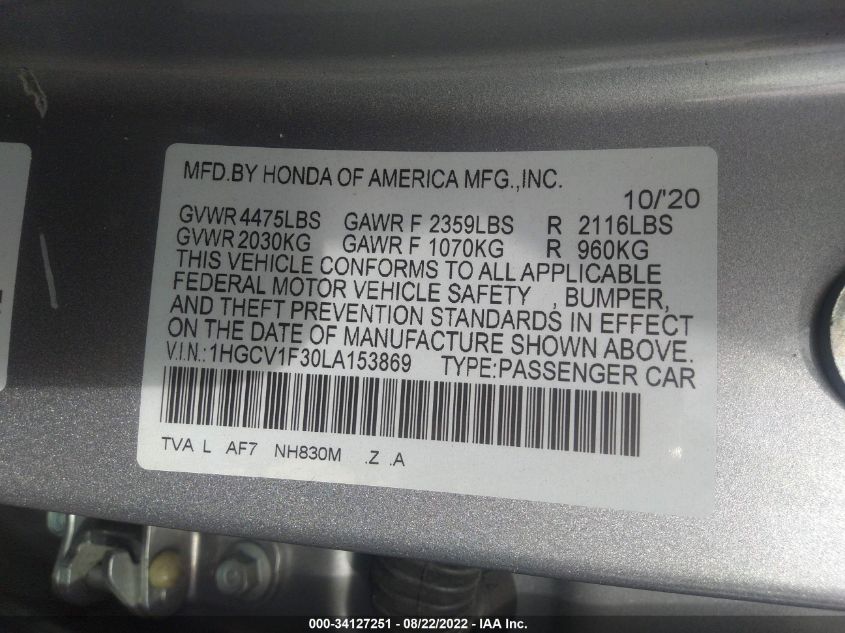 MFD.BY HONDA OF AMERICA MFG.,INC.
10/'20
GVWR 4475LBS GAWR F 2359LBS R 2116LBS
GVWR 2030KG GAWR F 1070KG R 960KG
THIS VEHICLE CONFORMS TO ALL APPLICABLE
FEDERAL MOTOR VEHICLE SAFETY , BUMPER,
AND THEFT PREVENTION STANDARDS IN EFFECT
ON THE DATE OF MANUFACTURE SHOWN ABOVE.
V.I.N.:1HGCV1F30LA153869 TYPE:PASSENGER CAR
TVA L AF7 NH830M .Z .A
000-34127251 - 08/22/2022 - IAA Inc.